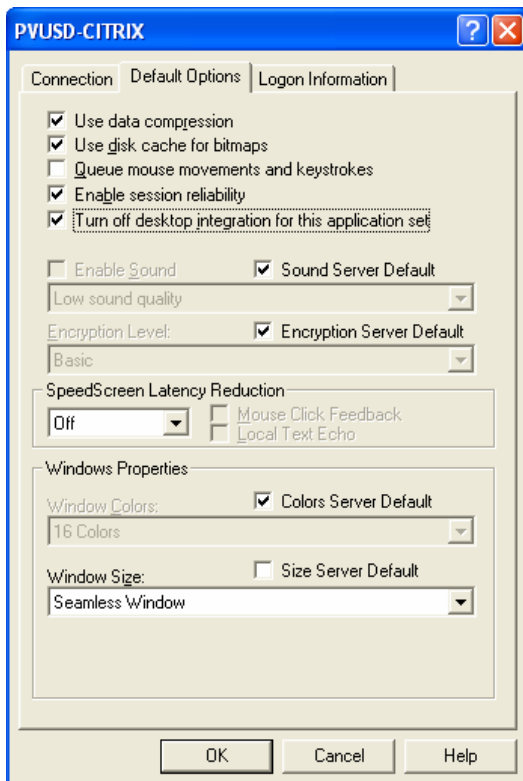 PVUSD-CITRIX
Connection Default Options Logon Information
Use data compression
Use disk cache for bitmaps
Queue mouse movements and keystrokes
Enable session reliability
Turn off desktop integration for this application set
Enable Sound Sound Server Default
Low sound quality
Encryption Level: Encryption Server Default
Basic
SpeedScreen Latency Reduction
Off Mouse Click Feedback
Local Text Echo
Windows Properties
Window Colors: Colors Server Default
16 Colors
Window Size: Size Server Default
Seamless Window
OK Cancel Help